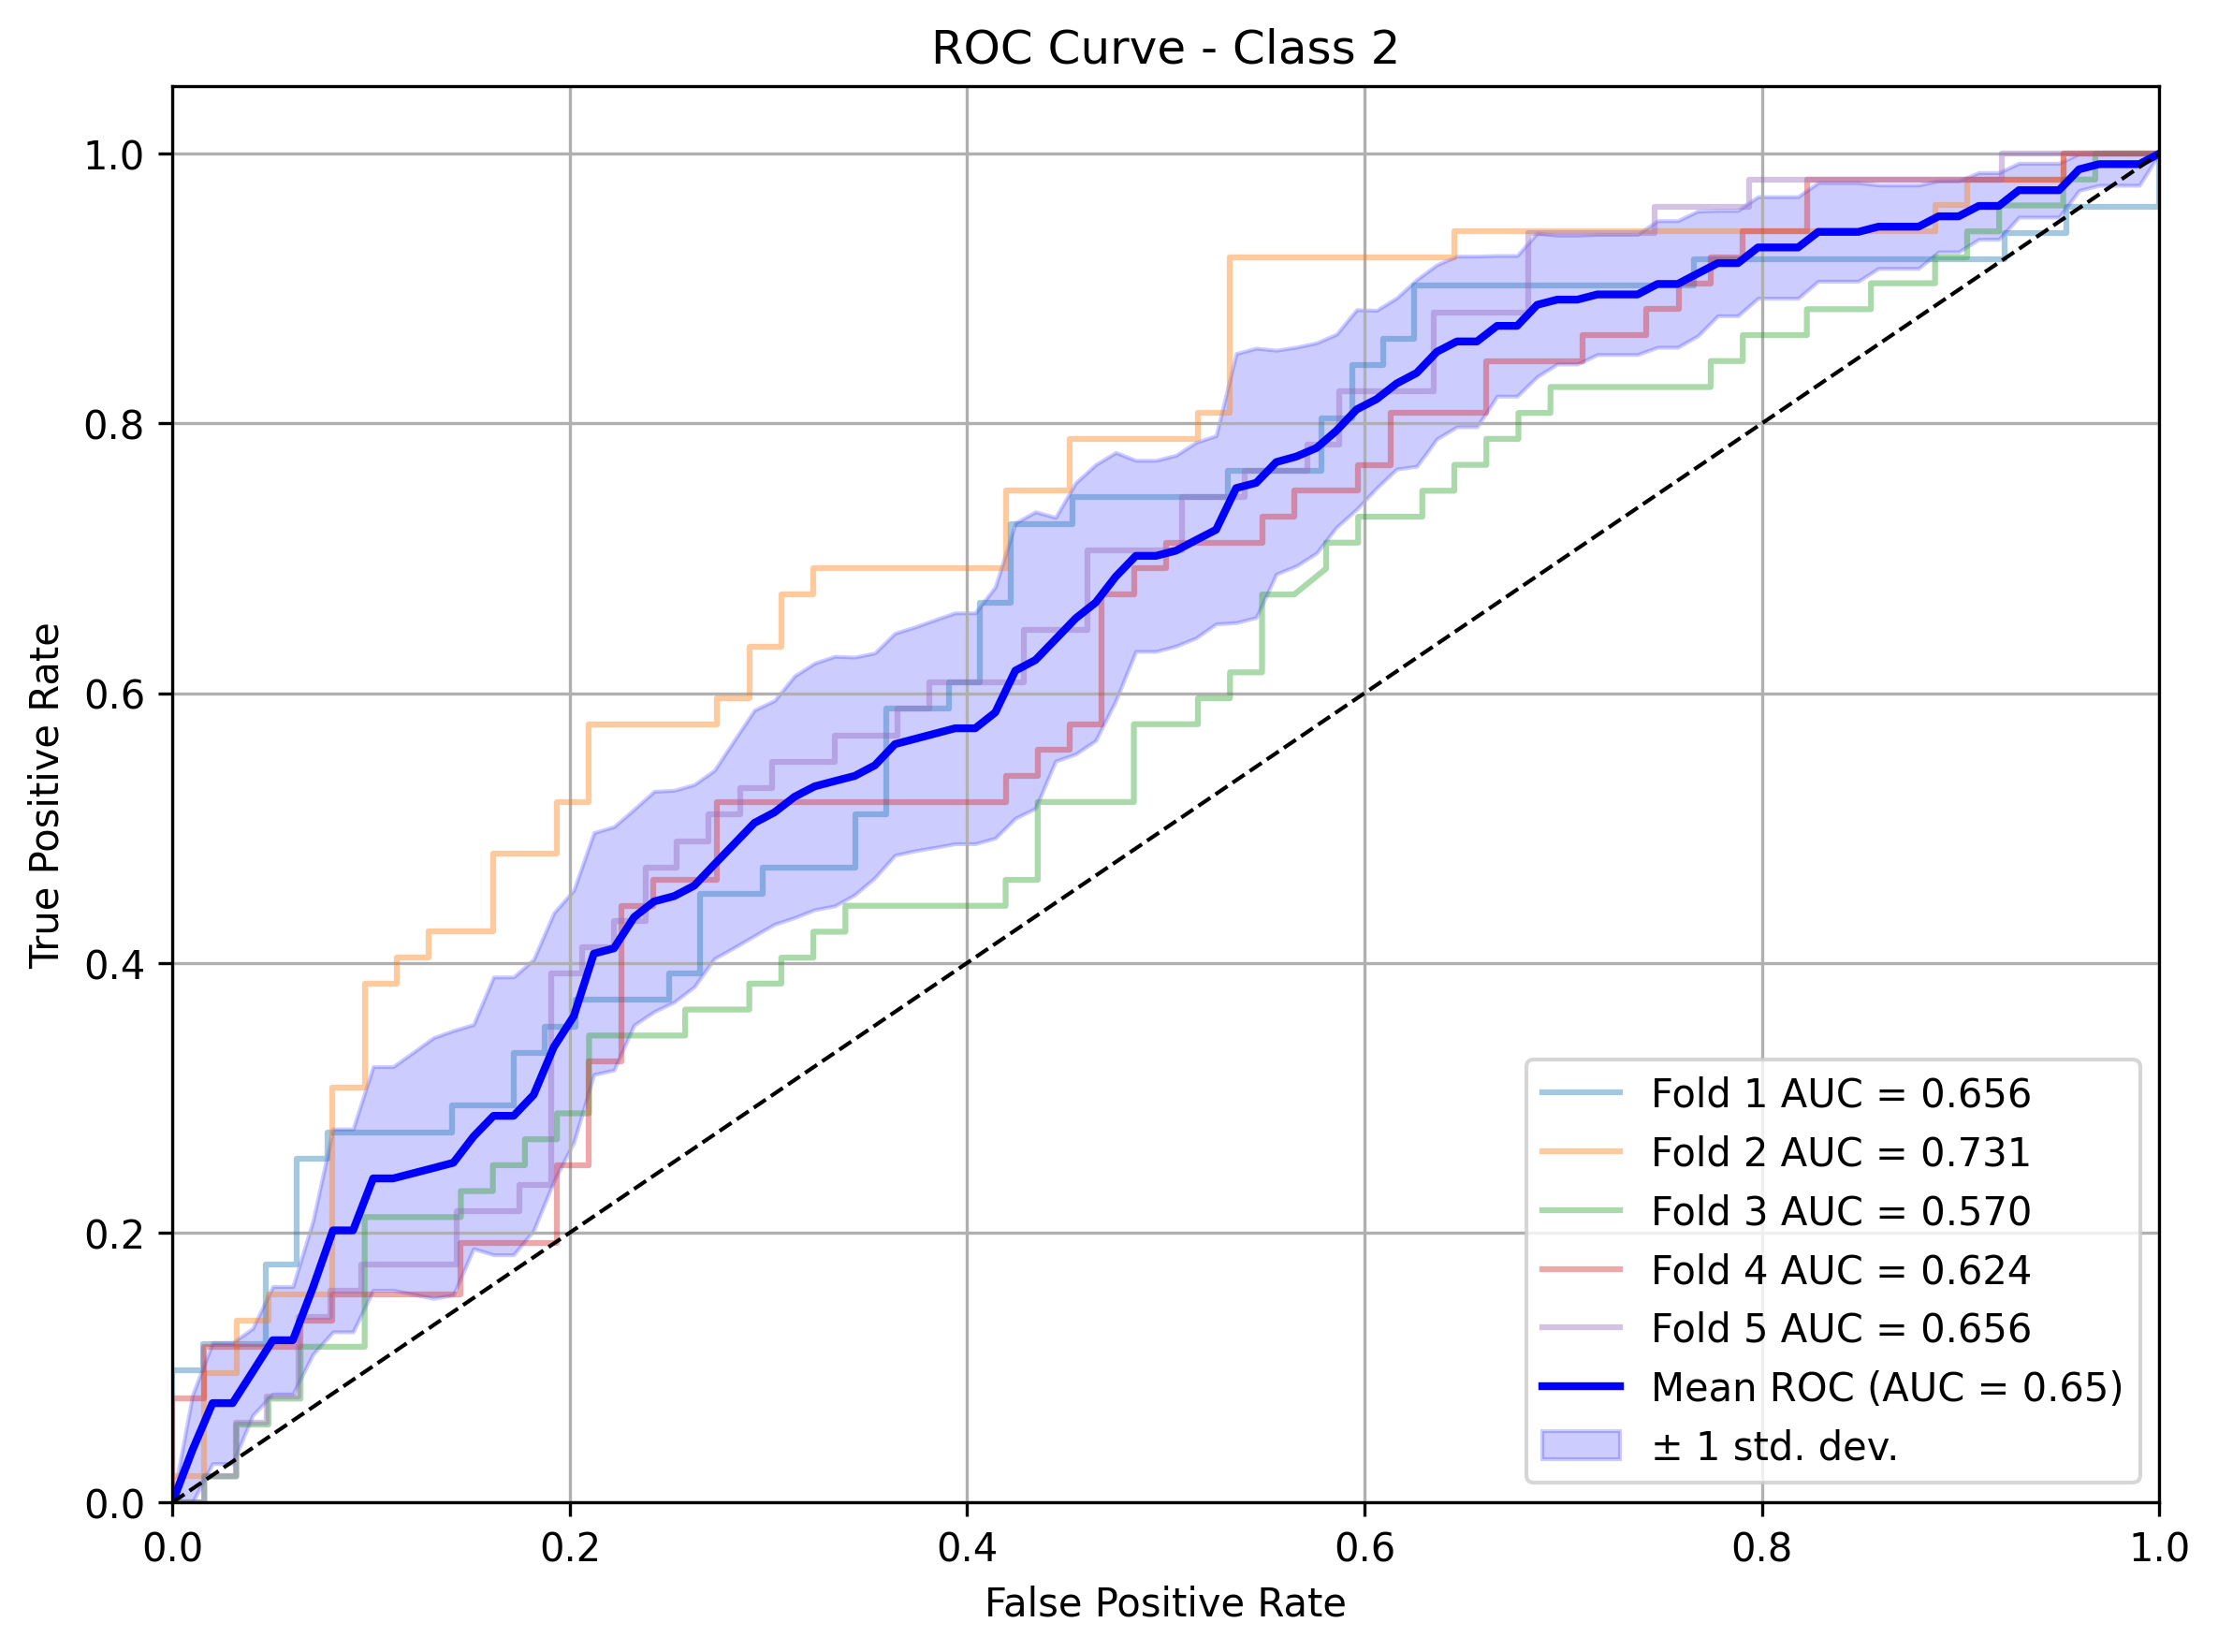 ROC Curve - Class 2
True Positive Rate
1.0
0.8
0.6
0.4
0.2
0.0
0.0 0.2 0.4 0.6 0.8 1.0
False Positive Rate
Fold 1 AUC = 0.656
Fold 2 AUC = 0.731
Fold 3 AUC = 0.570
Fold 4 AUC = 0.624
Fold 5 AUC = 0.656
Mean ROC (AUC = 0.65)
± 1 std. dev.